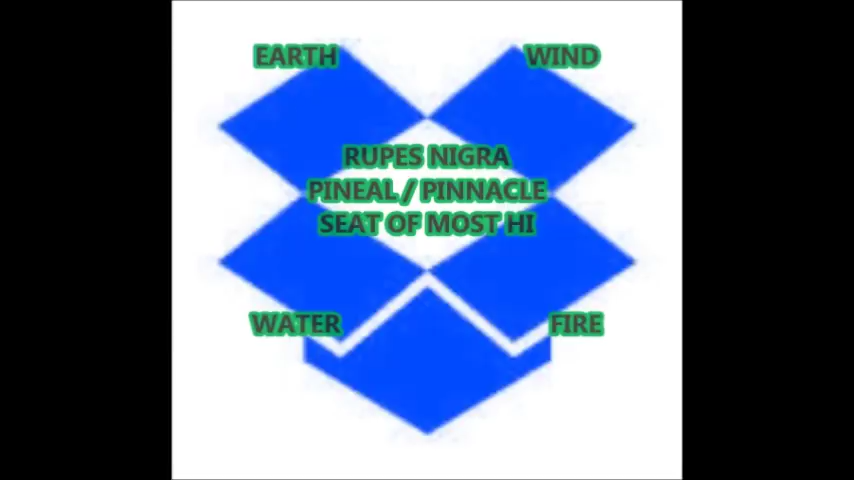 EARTH
WIND
RUPES NIGRA
PINEAL / PINNACLE
SEAT OF MOST HI
WATER
FIRE